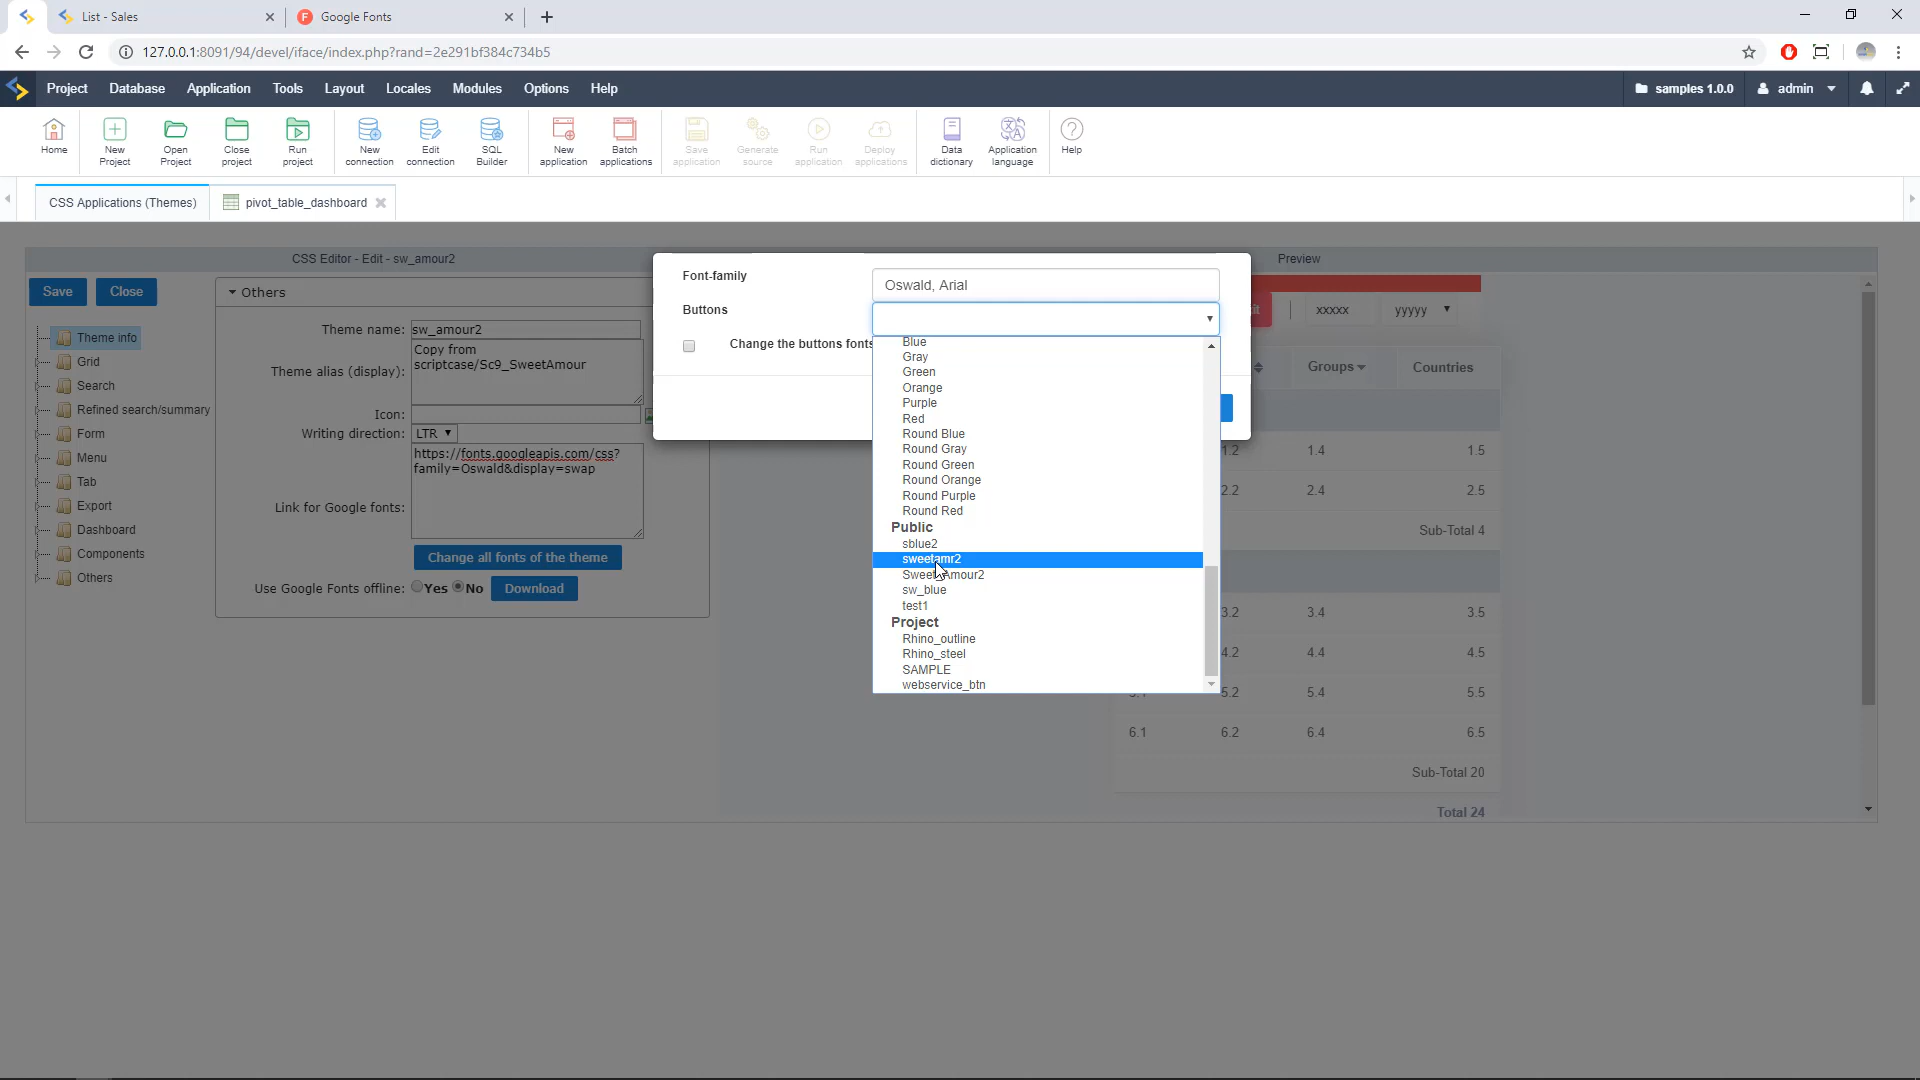 List - Sales
Google Fonts
127.0.0.1:8091/94/devel/iface/index.php?rand=2e291bf384c734b5
Project
Database
Application
Tools
Layout
Locales
Modules
Options
Help
samples 1.0.0
admin
Home
New
Project
Open
Project
Close
project
Run
project
New
connection
Edit
connection
SQL
Builder
New
application
Batch
applications
Save
application
Generate
source
Run
application
Deploy
applications
Data
dictionary
Application
language
Help
CSS Applications (Themes)
pivot_table_dashboard
CSS Editor - Edit - sw_amour2
Preview
Save
Close
Theme info
Grid
Search
Refined search/summary
Form
Menu
Tab
Export
Dashboard
Components
Others
Others
Theme name:
sw_amour2
Theme alias (display):
Copy from
scriptcase/Sc9_SweetAmour
Icon:
Writing direction:
LTR
Link for Google fonts:
https://fonts.googleapis.com/css?
family=Oswald&display=swap
Change all fonts of the theme
Use Google Fonts offline:
Yes
No
Download
Font-family
Oswald, Arial
Buttons
Change the buttons fonts
Blue
Gray
Green
Orange
Purple
Red
Round Blue
Round Gray
Round Green
Round Orange
Round Purple
Round Red
Public
sblue2
sweetamr2
Sweet Amour2
sw_blue
test1
Project
Rhino_outline
Rhino_steel
SAMPLE
webservice_btn
xxxxx
yyyyy
Groups
Countries
1.2 1.4 1.5
2.2 2.4 2.5
Sub-Total 4
3.2 3.4 3.5
4.2 4.4 4.5
5.1 5.2 5.4 5.5
6.1 6.2 6.4 6.5
Sub-Total 20
Total 24